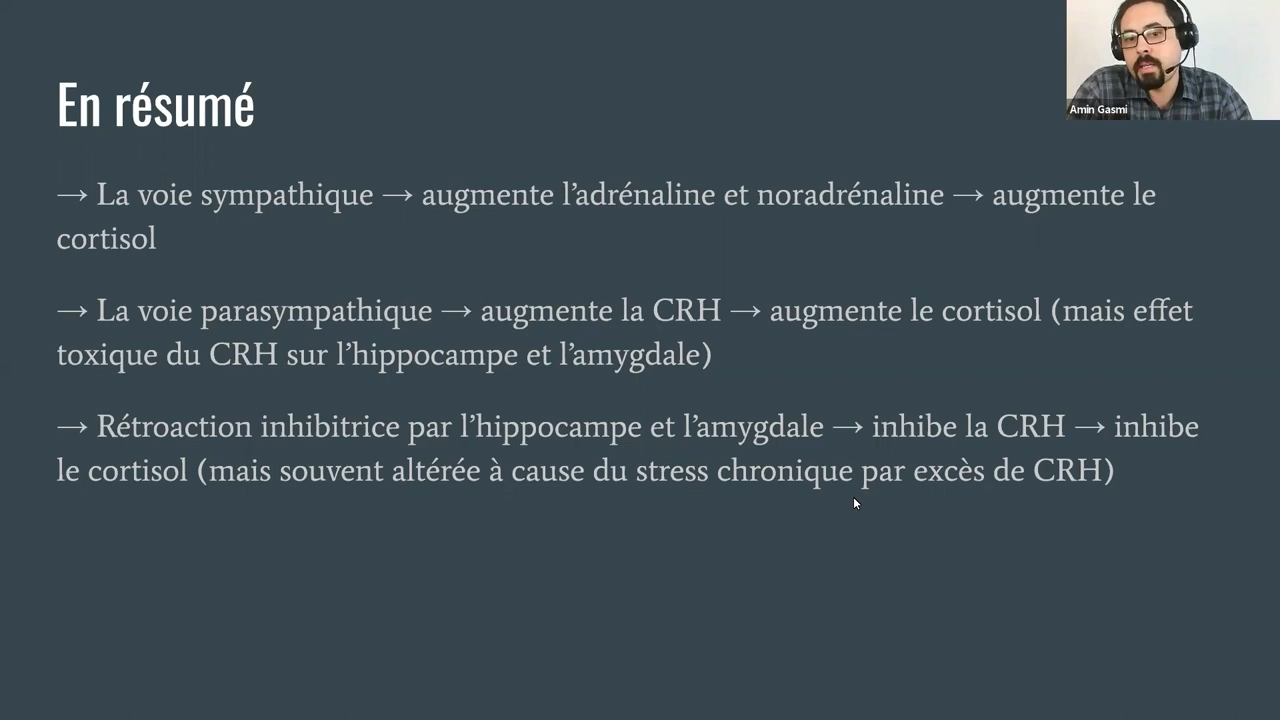 En résumé
Amin Gasmi
→ La voie sympathique → augmente l’adrénaline et noradrénaline → augmente le
cortisol
→ La voie parasympathique → augmente la CRH → augmente le cortisol (mais effet
toxique du CRH sur l’hippocampe et l’amygdale)
→ Rétroaction inhibitrice par l’hippocampe et l’amygdale → inhibe la CRH → inhibe
le cortisol (mais souvent altérée à cause du stress chronique par excès de CRH)